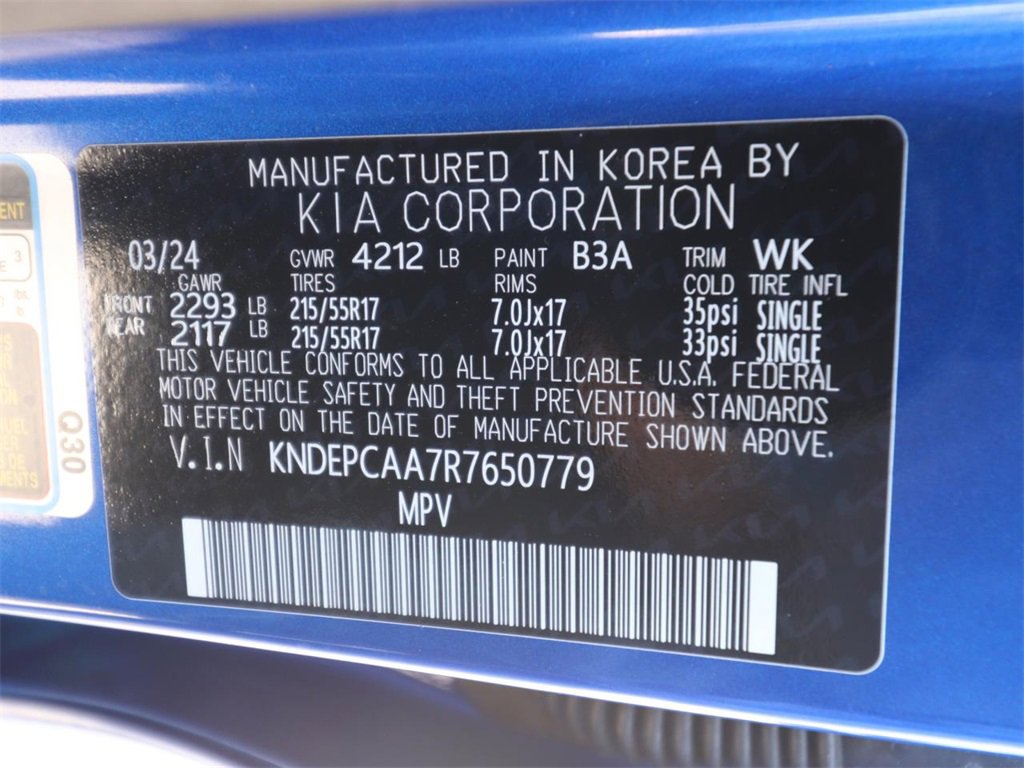 MANUFACTURED IN KOREA BY
KIA CORPORATION
03/24 GVWR 4212 LB PAINT B3A TRIM WK
GAWR TIRES RIMS COLD TIRE INFL
FRONT 2293 LB 215/55R17 7.0Jx17 35psi SINGLE
REAR 2117 LB 215/55R17 7.0Jx17 33psi SINGLE
THIS VEHICLE CONFORMS TO ALL APPLICABLE U.S.A. FEDERAL
MOTOR VEHICLE SAFETY AND THEFT PREVENTION STANDARDS
IN EFFECT ON THE DATE OF MANUFACTURE SHOWN ABOVE.
V.I.N KNDEPCAA7R7650779
MPV
Q30
3